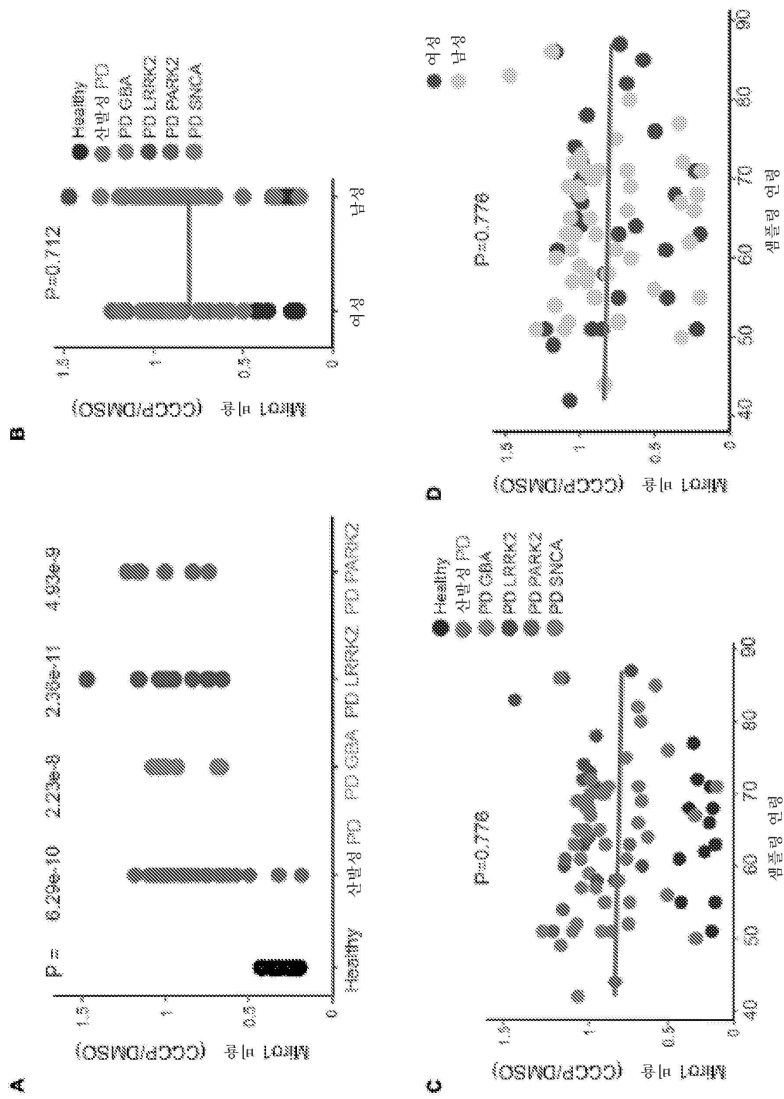 A
Miro1 비율
(CCCP/DMSO)
1.5
1
0.5
0
P = 6.29e-10 2.23e-8 2.36e-11 4.93e-9
Healthy 산발성 PD PD GBA PD LRRK2 PD PARK2
B
Miro1 비율
(CCCP/DMSO)
1.5
1
0.5
0
P=0.712
여성 남성
Healthy
산발성 PD
PD GBA
PD LRRK2
PD PARK2
PD SNCA
C
Miro1 비율
(CCCP/DMSO)
1.5
1
0.5
0
P=0.776
40 50 60 70 80 90
샘플링 연령
Healthy
산발성 PD
PD GBA
PD LRRK2
PD PARK2
PD SNCA
D
Miro1 비율
(CCCP/DMSO)
1.5
1
0.5
0
P=0.776
40 50 60 70 80 90
샘플링 연령
여성
남성